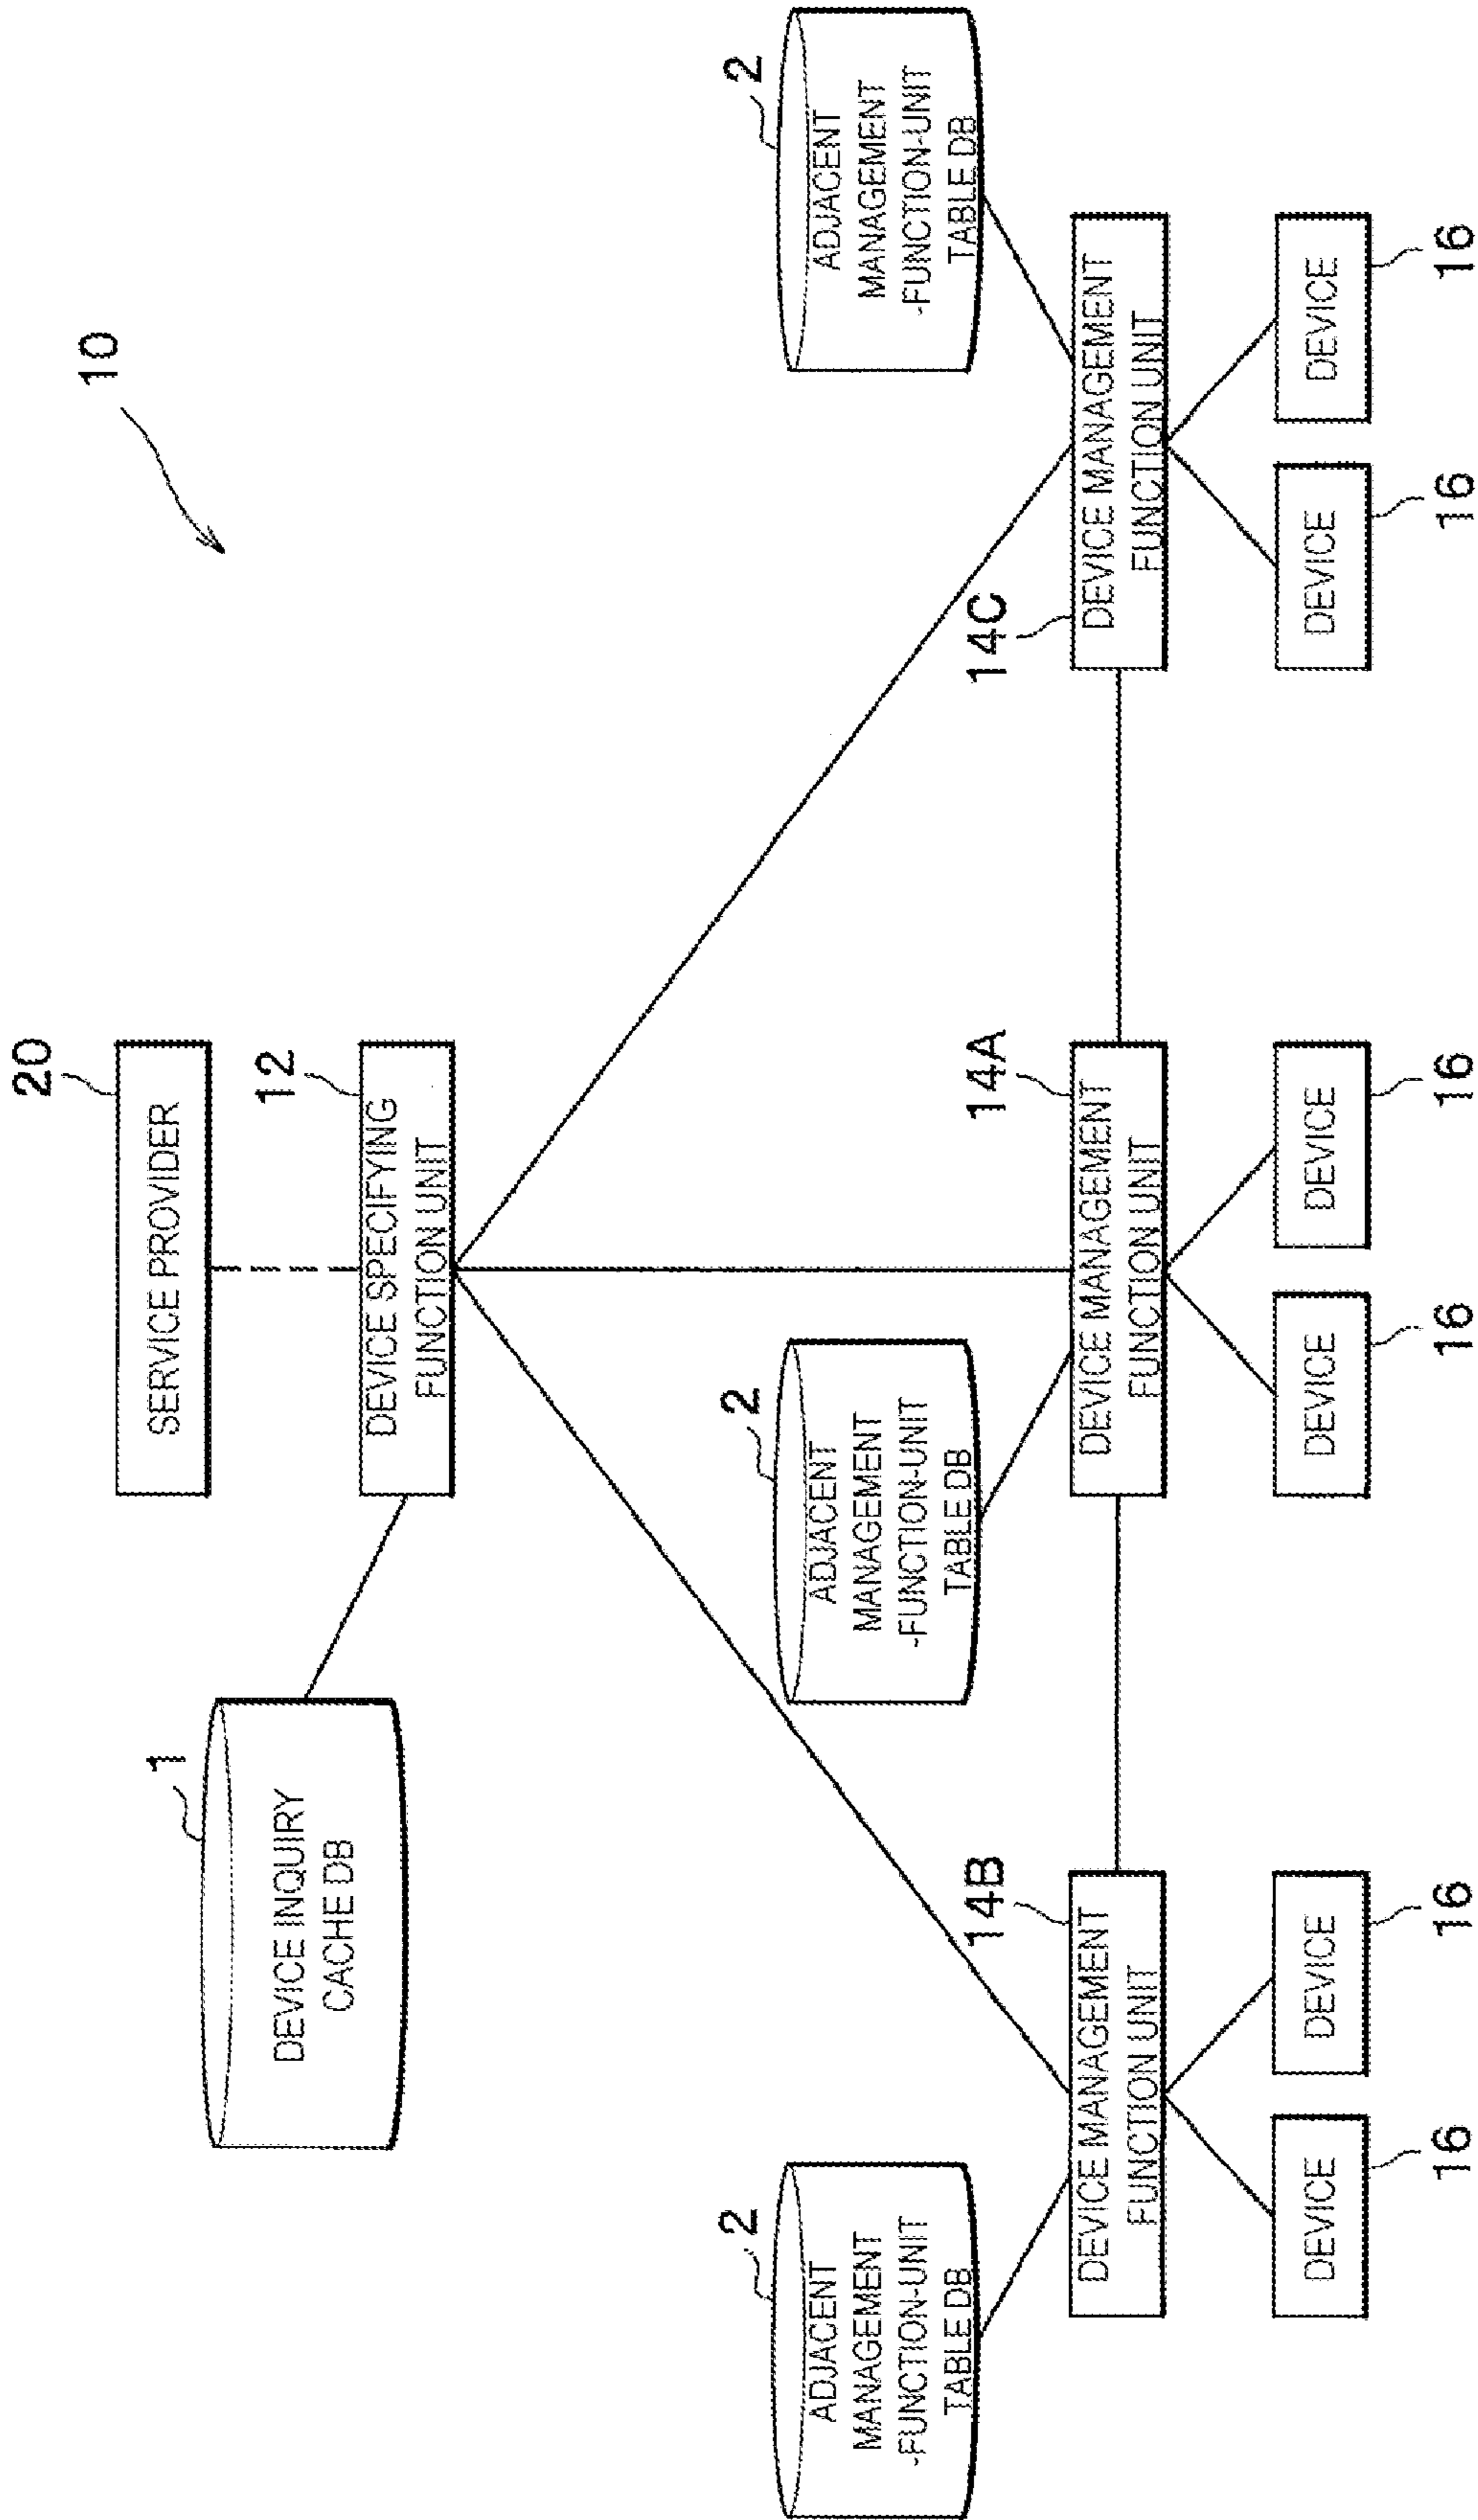 10
20
SERVICE PROVIDER
1
DEVICE INQUIRY
CACHE DB
12
DEVICE SPECIFYING
FUNCTION UNIT
2
ADJACENT
MANAGEMENT
-FUNCTION-UNIT
TABLE DB
2
ADJACENT
MANAGEMENT
-FUNCTION-UNIT
TABLE DB
2
ADJACENT
MANAGEMENT
-FUNCTION-UNIT
TABLE DB
14B
DEVICE MANAGEMENT
FUNCTION UNIT
14A
DEVICE MANAGEMENT
FUNCTION UNIT
14C
DEVICE MANAGEMENT
FUNCTION UNIT
DEVICE
16
DEVICE
16
DEVICE
16
DEVICE
16
DEVICE
16
DEVICE
16